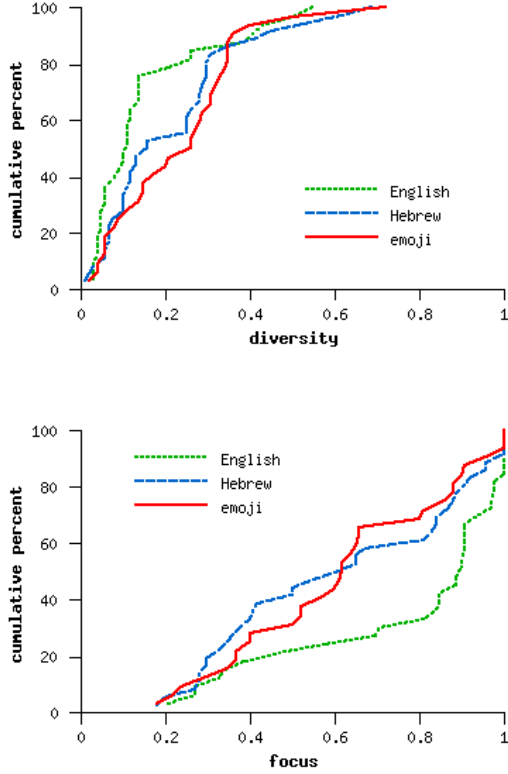 100
80
60
40
20
0
cumulative percent
English
Hebrew
emoji
0 0.2 0.4 0.6 0.8 1
diversity
100
80
60
40
20
0
cumulative percent
English
Hebrew
emoji
0 0.2 0.4 0.6 0.8 1
focus